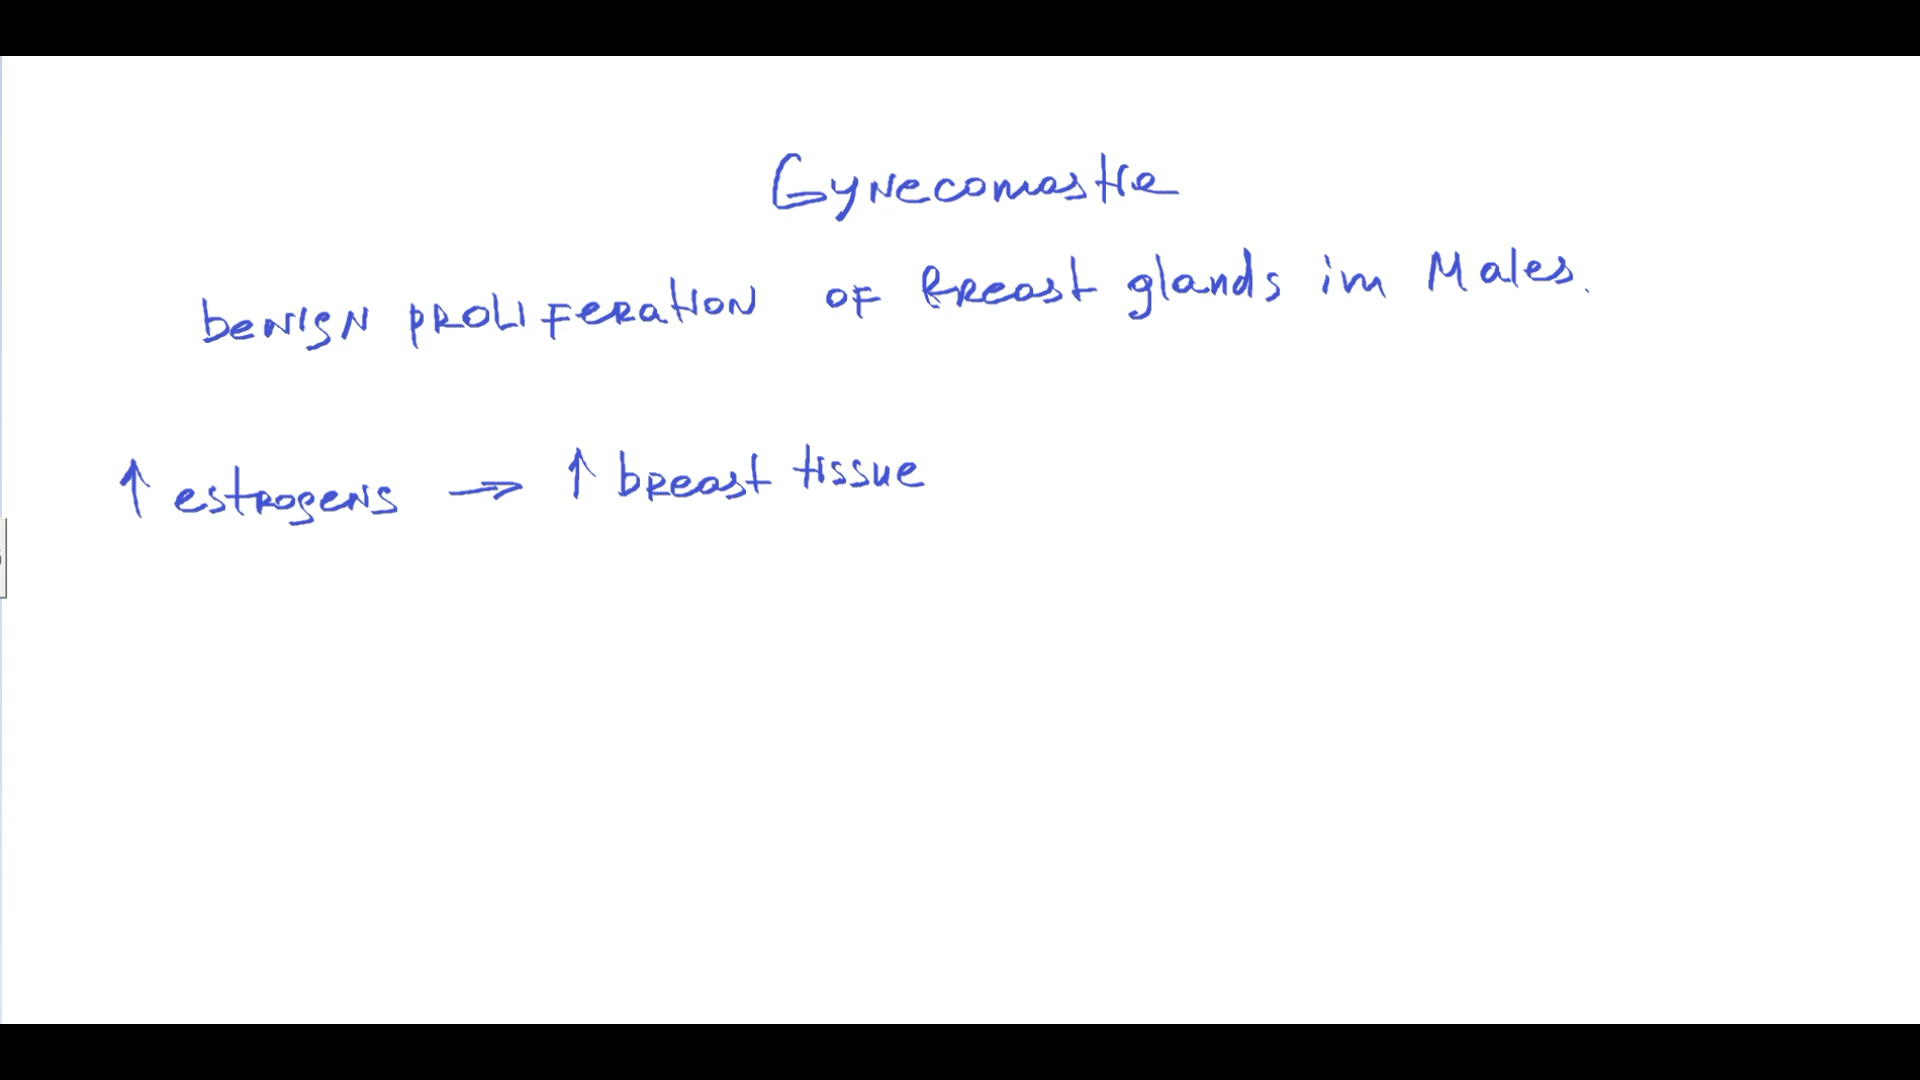 Gynecomastia
benign proliferation of Breast glands in Males.
↑ estrogens → ↑ breast tissue